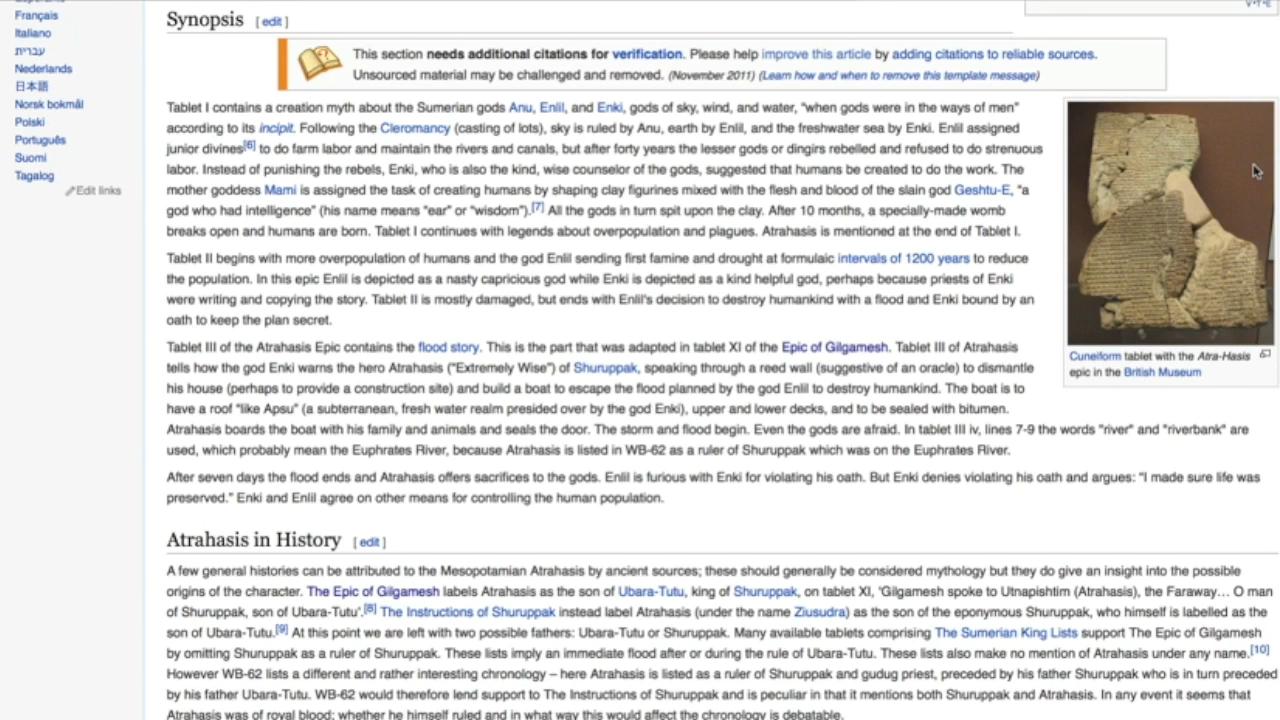 Français
Italiano
עברית
Nederlands
日本語
Norsk bokmål
Polski
Português
Suomi
Tagalog
Edit links
V·T·E
Synopsis [ edit ]
This section needs additional citations for verification. Please help improve this article by adding citations to reliable sources.
Unsourced material may be challenged and removed. (November 2011) (Learn how and when to remove this template message)
Tablet I contains a creation myth about the Sumerian gods Anu, Enlil, and Enki, gods of sky, wind, and water, “when gods were in the ways of men”
according to its incipit. Following the Cleromancy (casting of lots), sky is ruled by Anu, earth by Enlil, and the freshwater sea by Enki. Enlil assigned
junior divines[6] to do farm labor and maintain the rivers and canals, but after forty years the lesser gods or dingirs rebelled and refused to do strenuous
labor. Instead of punishing the rebels, Enki, who is also the kind, wise counselor of the gods, suggested that humans be created to do the work. The
mother goddess Mami is assigned the task of creating humans by shaping clay figurines mixed with the flesh and blood of the slain god Geshtu-E, “a
god who had intelligence” (his name means “ear” or “wisdom”).[7] All the gods in turn spit upon the clay. After 10 months, a specially-made womb
breaks open and humans are born. Tablet I continues with legends about overpopulation and plagues. Atrahasis is mentioned at the end of Tablet I.
Tablet II begins with more overpopulation of humans and the god Enlil sending first famine and drought at formulaic intervals of 1200 years to reduce
the population. In this epic Enlil is depicted as a nasty capricious god while Enki is depicted as a kind helpful god, perhaps because priests of Enki
were writing and copying the story. Tablet II is mostly damaged, but ends with Enlil's decision to destroy humankind with a flood and Enki bound by an
oath to keep the plan secret.
Tablet III of the Atrahasis Epic contains the flood story. This is the part that was adapted in tablet XI of the Epic of Gilgamesh. Tablet III of Atrahasis
tells how the god Enki warns the hero Atrahasis ("Extremely Wise") of Shuruppak, speaking through a reed wall (suggestive of an oracle) to dismantle
his house (perhaps to provide a construction site) and build a boat to escape the flood planned by the god Enlil to destroy humankind. The boat is to
have a roof "like Apsu" (a subterranean, fresh water realm presided over by the god Enki), upper and lower decks, and to be sealed with bitumen.
Atrahasis boards the boat with his family and animals and seals the door. The storm and flood begin. Even the gods are afraid. In tablet III iv, lines 7-9 the words "river" and "riverbank" are
used, which probably mean the Euphrates River, because Atrahasis is listed in WB-62 as a ruler of Shuruppak which was on the Euphrates River.
After seven days the flood ends and Atrahasis offers sacrifices to the gods. Enlil is furious with Enki for violating his oath. But Enki denies violating his oath and argues: “I made sure life was
preserved.” Enki and Enlil agree on other means for controlling the human population.
Cuneiform tablet with the Atra-Hasis
epic in the British Museum
Atrahasis in History [ edit ]
A few general histories can be attributed to the Mesopotamian Atrahasis by ancient sources; these should generally be considered mythology but they do give an insight into the possible
origins of the character. The Epic of Gilgamesh labels Atrahasis as the son of Ubara-Tutu, king of Shuruppak, on tablet XI, 'Gilgamesh spoke to Utnapishtim (Atrahasis), the Faraway… O man
of Shuruppak, son of Ubara-Tutu'.[8] The Instructions of Shuruppak instead label Atrahasis (under the name Ziusudra) as the son of the eponymous Shuruppak, who himself is labelled as the
son of Ubara-Tutu.[9] At this point we are left with two possible fathers: Ubara-Tutu or Shuruppak. Many available tablets comprising The Sumerian King Lists support The Epic of Gilgamesh
by omitting Shuruppak as a ruler of Shuruppak. These lists imply an immediate flood after or during the rule of Ubara-Tutu. These lists also make no mention of Atrahasis under any name.[10]
However WB-62 lists a different and rather interesting chronology – here Atrahasis is listed as a ruler of Shuruppak and gudug priest, preceded by his father Shuruppak who is in turn preceded
by his father Ubara-Tutu. WB-62 would therefore lend support to The Instructions of Shuruppak and is peculiar in that it mentions both Shuruppak and Atrahasis. In any event it seems that
Atrahasis was of royal blood; whether he himself ruled and in what way this would affect the chronology is debatable.